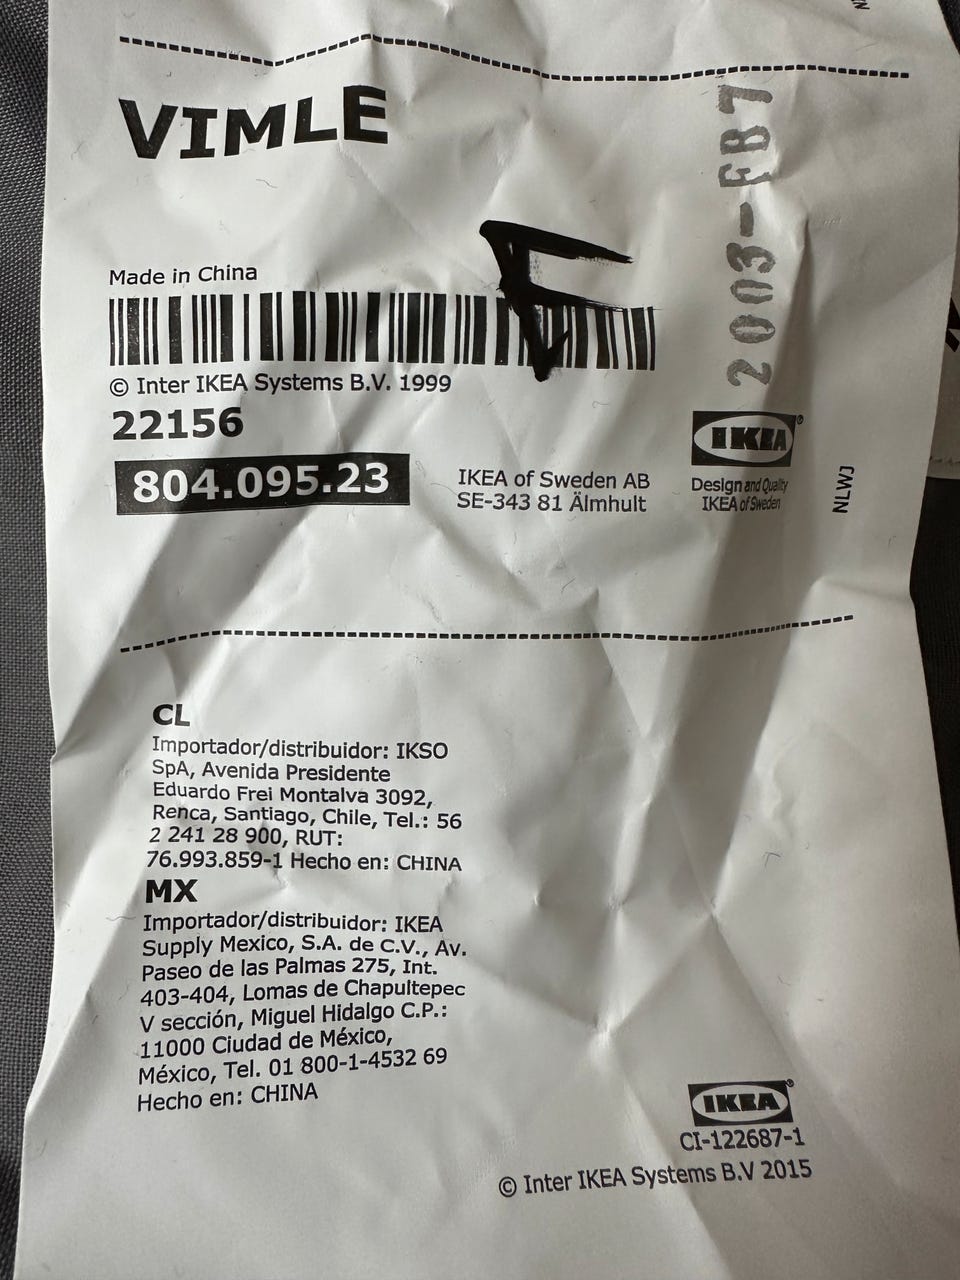 VIMLE
2003-FB7
Made in China
© Inter IKEA Systems B.V. 1999
22156
804.095.23
IKEA of Sweden AB
SE-343 81 Älmhult
IKEA
Design and Quality
IKEA of Sweden
NLWJ
CL
Importador/distribuidor: IKSO
SpA, Avenida Presidente
Eduardo Frei Montalva 3092,
Renca, Santiago, Chile, Tel.: 56
2 241 28 900, RUT:
76.993.859-1 Hecho en: CHINA
MX
Importador/distribuidor: IKEA
Supply Mexico, S.A. de C.V., Av.
Paseo de las Palmas 275, Int.
403-404, Lomas de Chapultepec
V sección, Miguel Hidalgo C.P.:
11000 Ciudad de México,
México, Tel. 01 800-1-4532 69
Hecho en: CHINA
IKEA
CI-122687-1
© Inter IKEA Systems B.V 2015